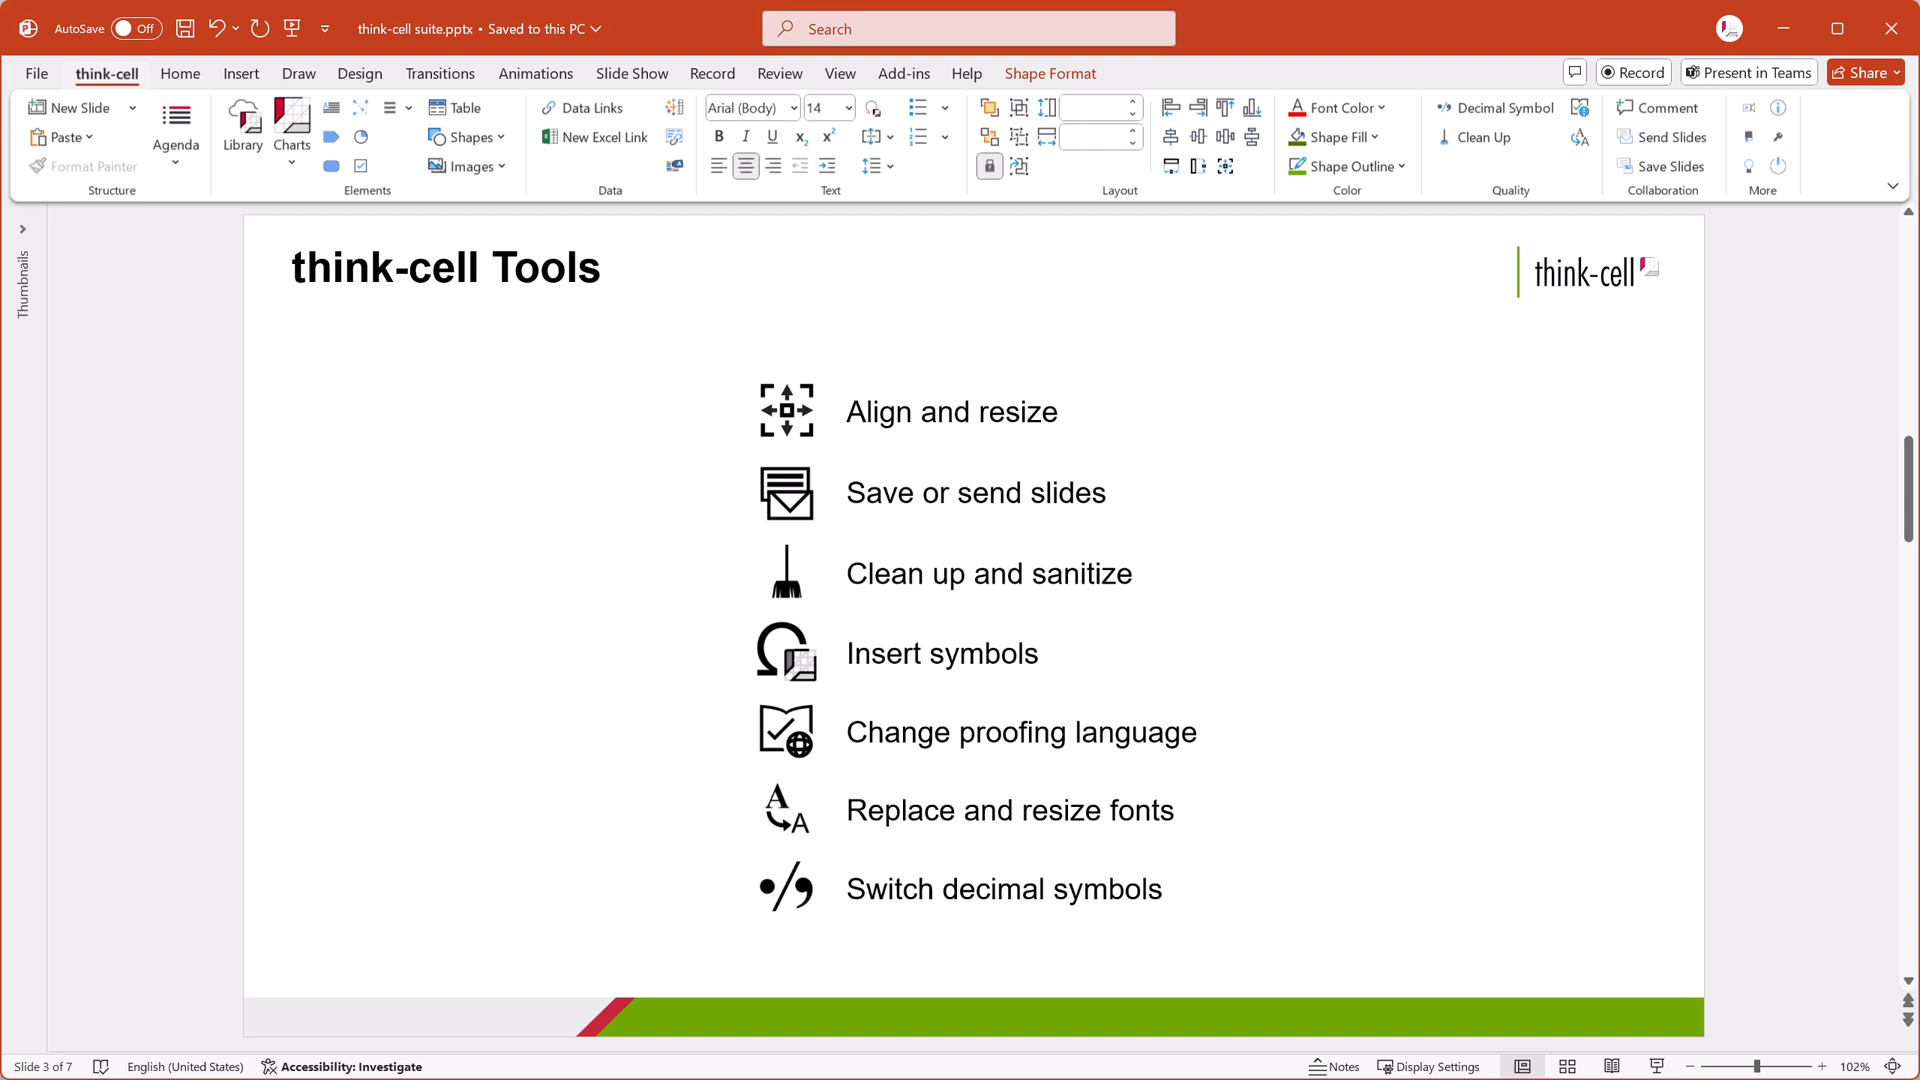 AutoSave Off think-cell suite.pptx • Saved to this PC Search
File think-cell Home Insert Draw Design Transitions Animations Slide Show Record Review View Add-ins Help Shape Format Record Present in Teams Share
New Slide
Paste
Format Painter
Agenda
Structure
Library
Charts
Table
Shapes
Images
Elements
Data Links
New Excel Link
Data
Arial (Body) 14
B I U x₂ x²
Text
Layout
Font Color
Shape Fill
Shape Outline
Color
Decimal Symbol
Clean Up
Quality
Comment
Send Slides
Save Slides
Collaboration
More
Thumbnails
think-cell Tools
think-cell
Align and resize
Save or send slides
Clean up and sanitize
Insert symbols
Change proofing language
Replace and resize fonts
Switch decimal symbols
Slide 3 of 7 English (United States) Accessibility: Investigate Notes Display Settings 102%